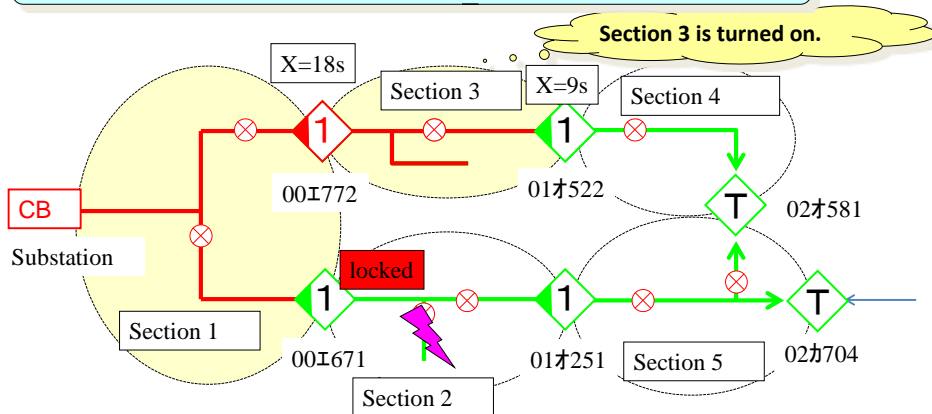 Section 3 is turned on.
X=18s
Section 3
X=9s
Section 4
1
1
00エ772
01オ522
CB
T
02オ581
Substation
locked
1
1
T
Section 1
00エ671
01オ251
Section 5
02カ704
Section 2